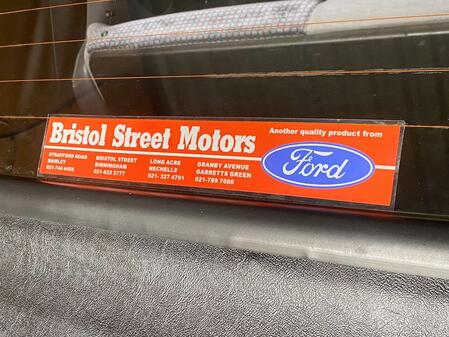 Bristol Street Motors
STRATFORD ROAD
SHIRLEY
021-744 4455
BRISTOL STREET
BIRMINGHAM
021-622 2777
LONG ACRE
NECHELLS
021- 327 4791
GRANBY AVENUE
GARRETTS GREEN
021-789 7000
Another quality product from
Ford